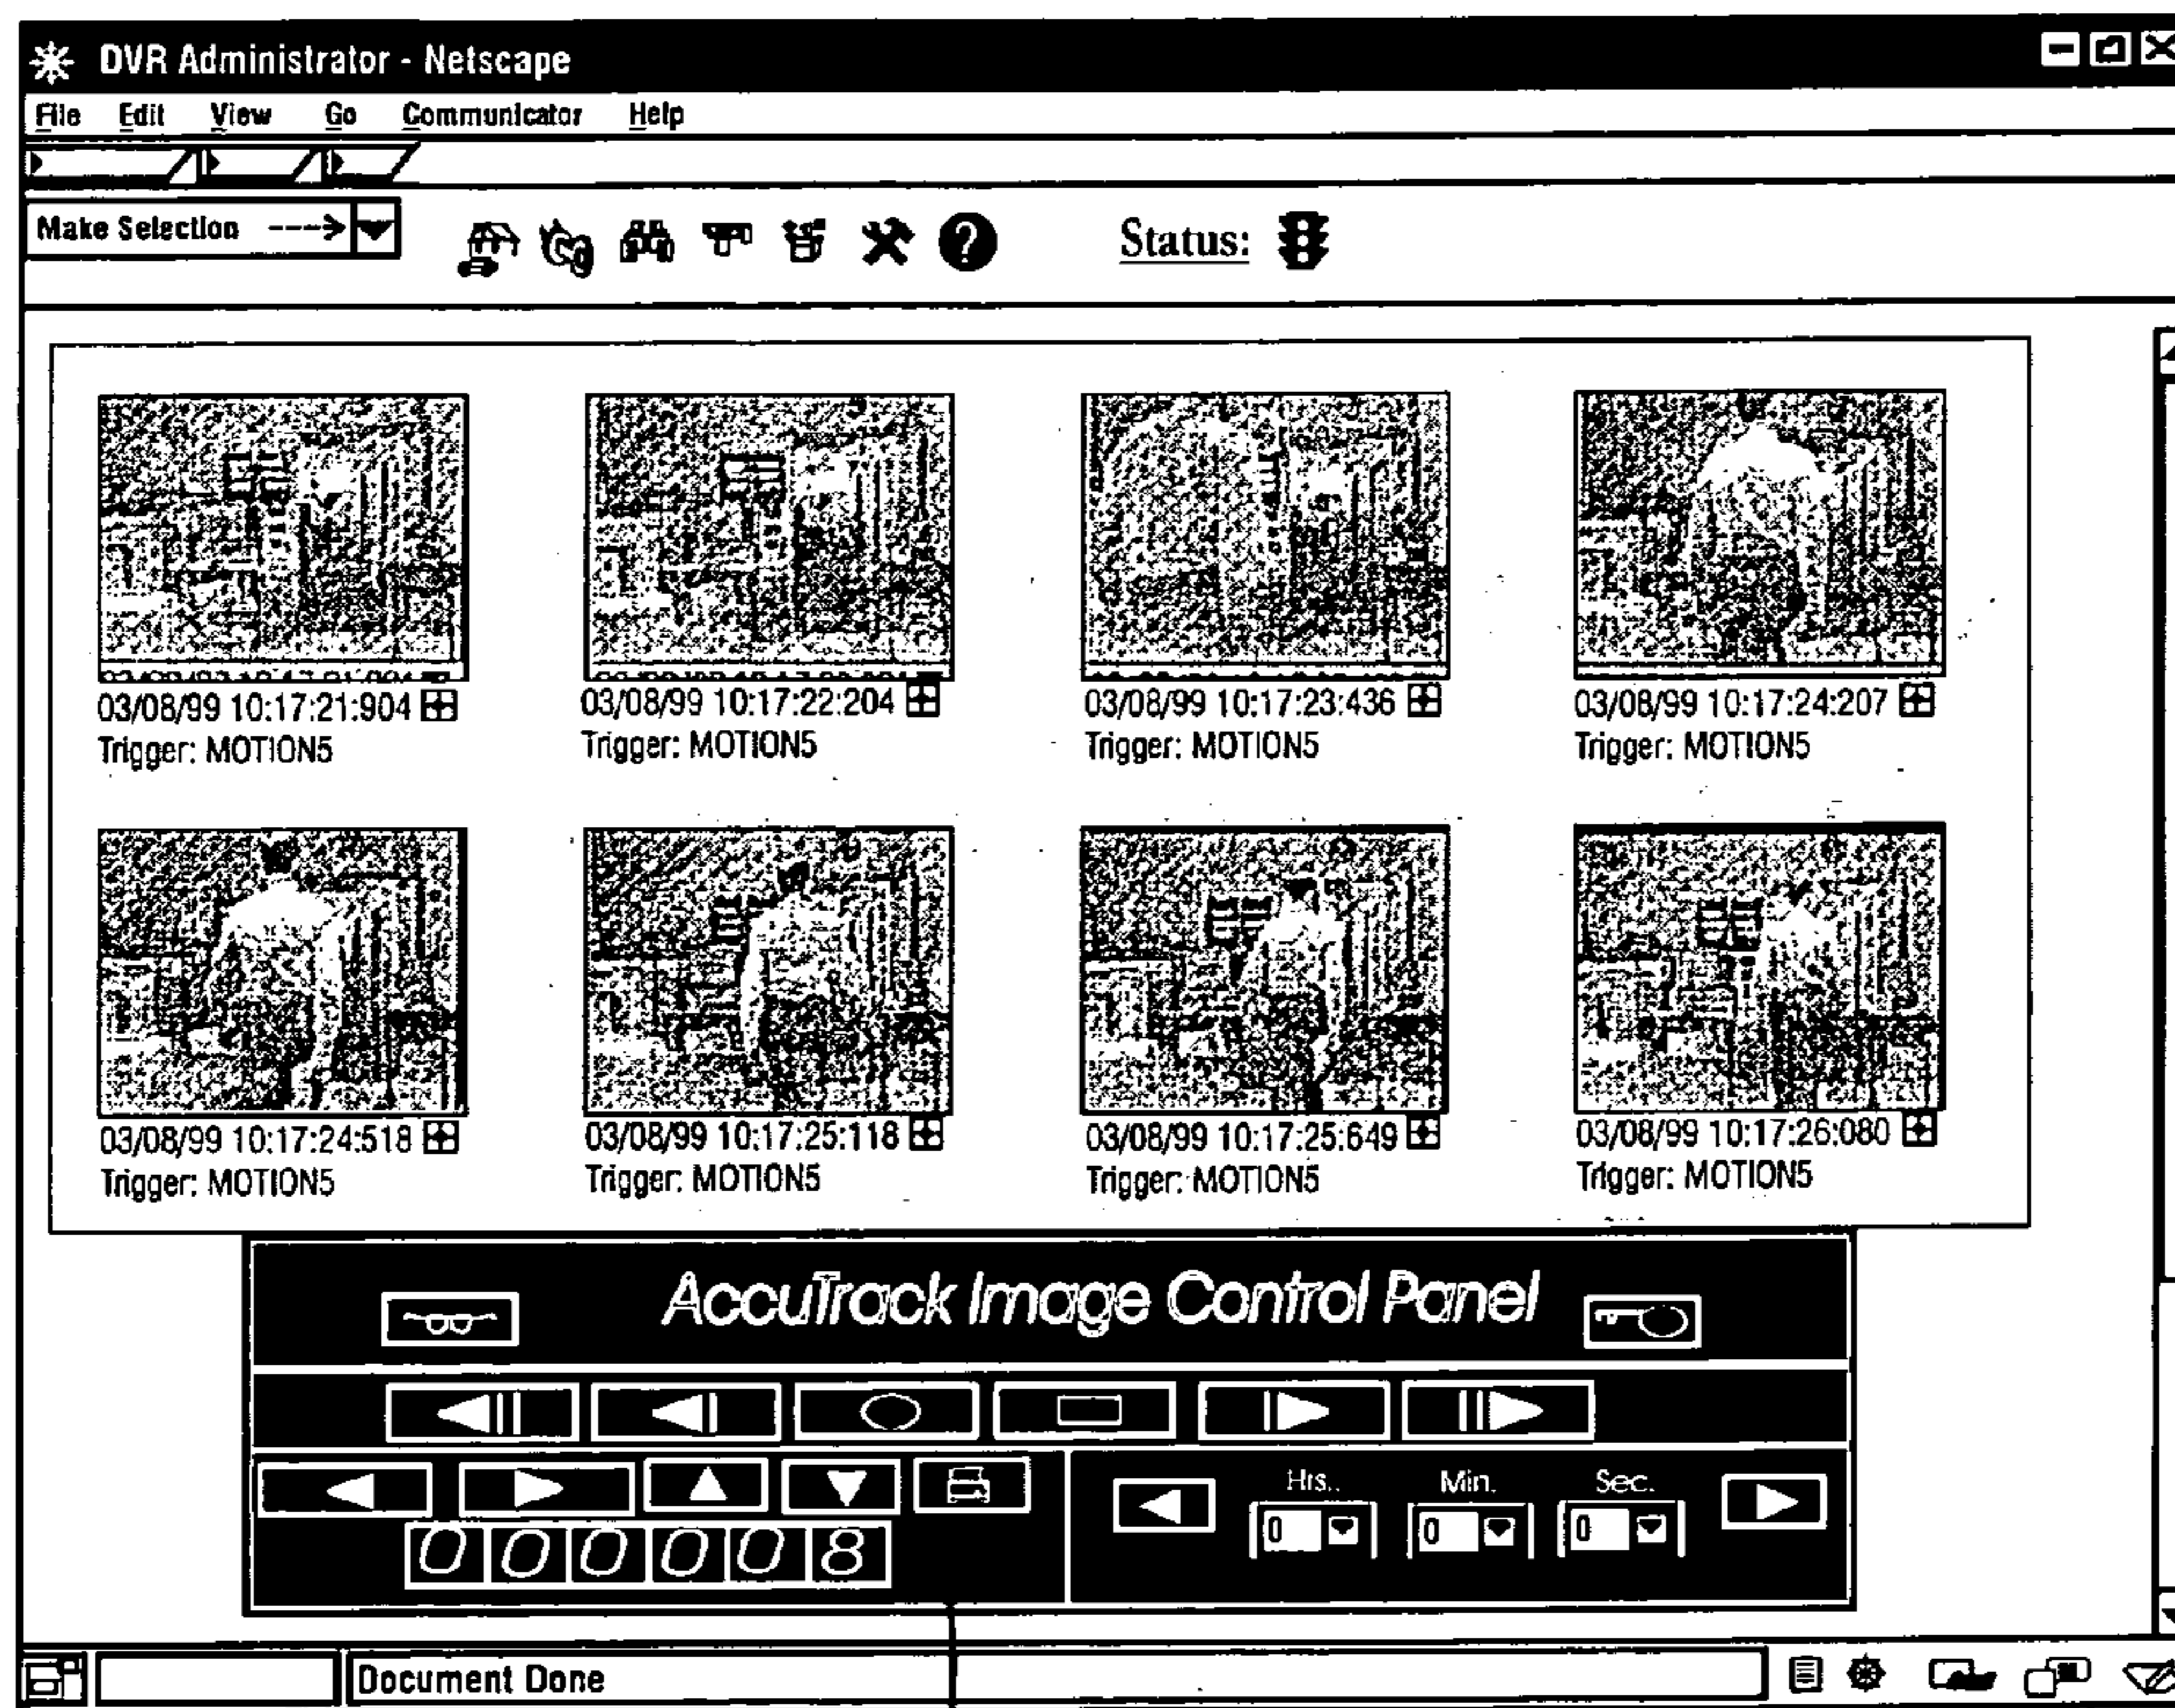 DVR Administrator - Netscape
File Edit View Go Communicator Help
Make Selection ---->
Status:
03/08/99 10:17:21:904
Trigger: MOTION5
03/08/99 10:17:22:204
Trigger: MOTION5
03/08/99 10:17:23:436
Trigger: MOTION5
03/08/99 10:17:24:207
Trigger: MOTION5
03/08/99 10:17:24:518
Trigger: MOTION5
03/08/99 10:17:25:118
Trigger: MOTION5
03/08/99 10:17:25:649
Trigger: MOTION5
03/08/99 10:17:26:080
Trigger: MOTION5
AccuTrack Image Control Panel
Hrs.. Min. Sec.
0 0 0
000008
Document Done